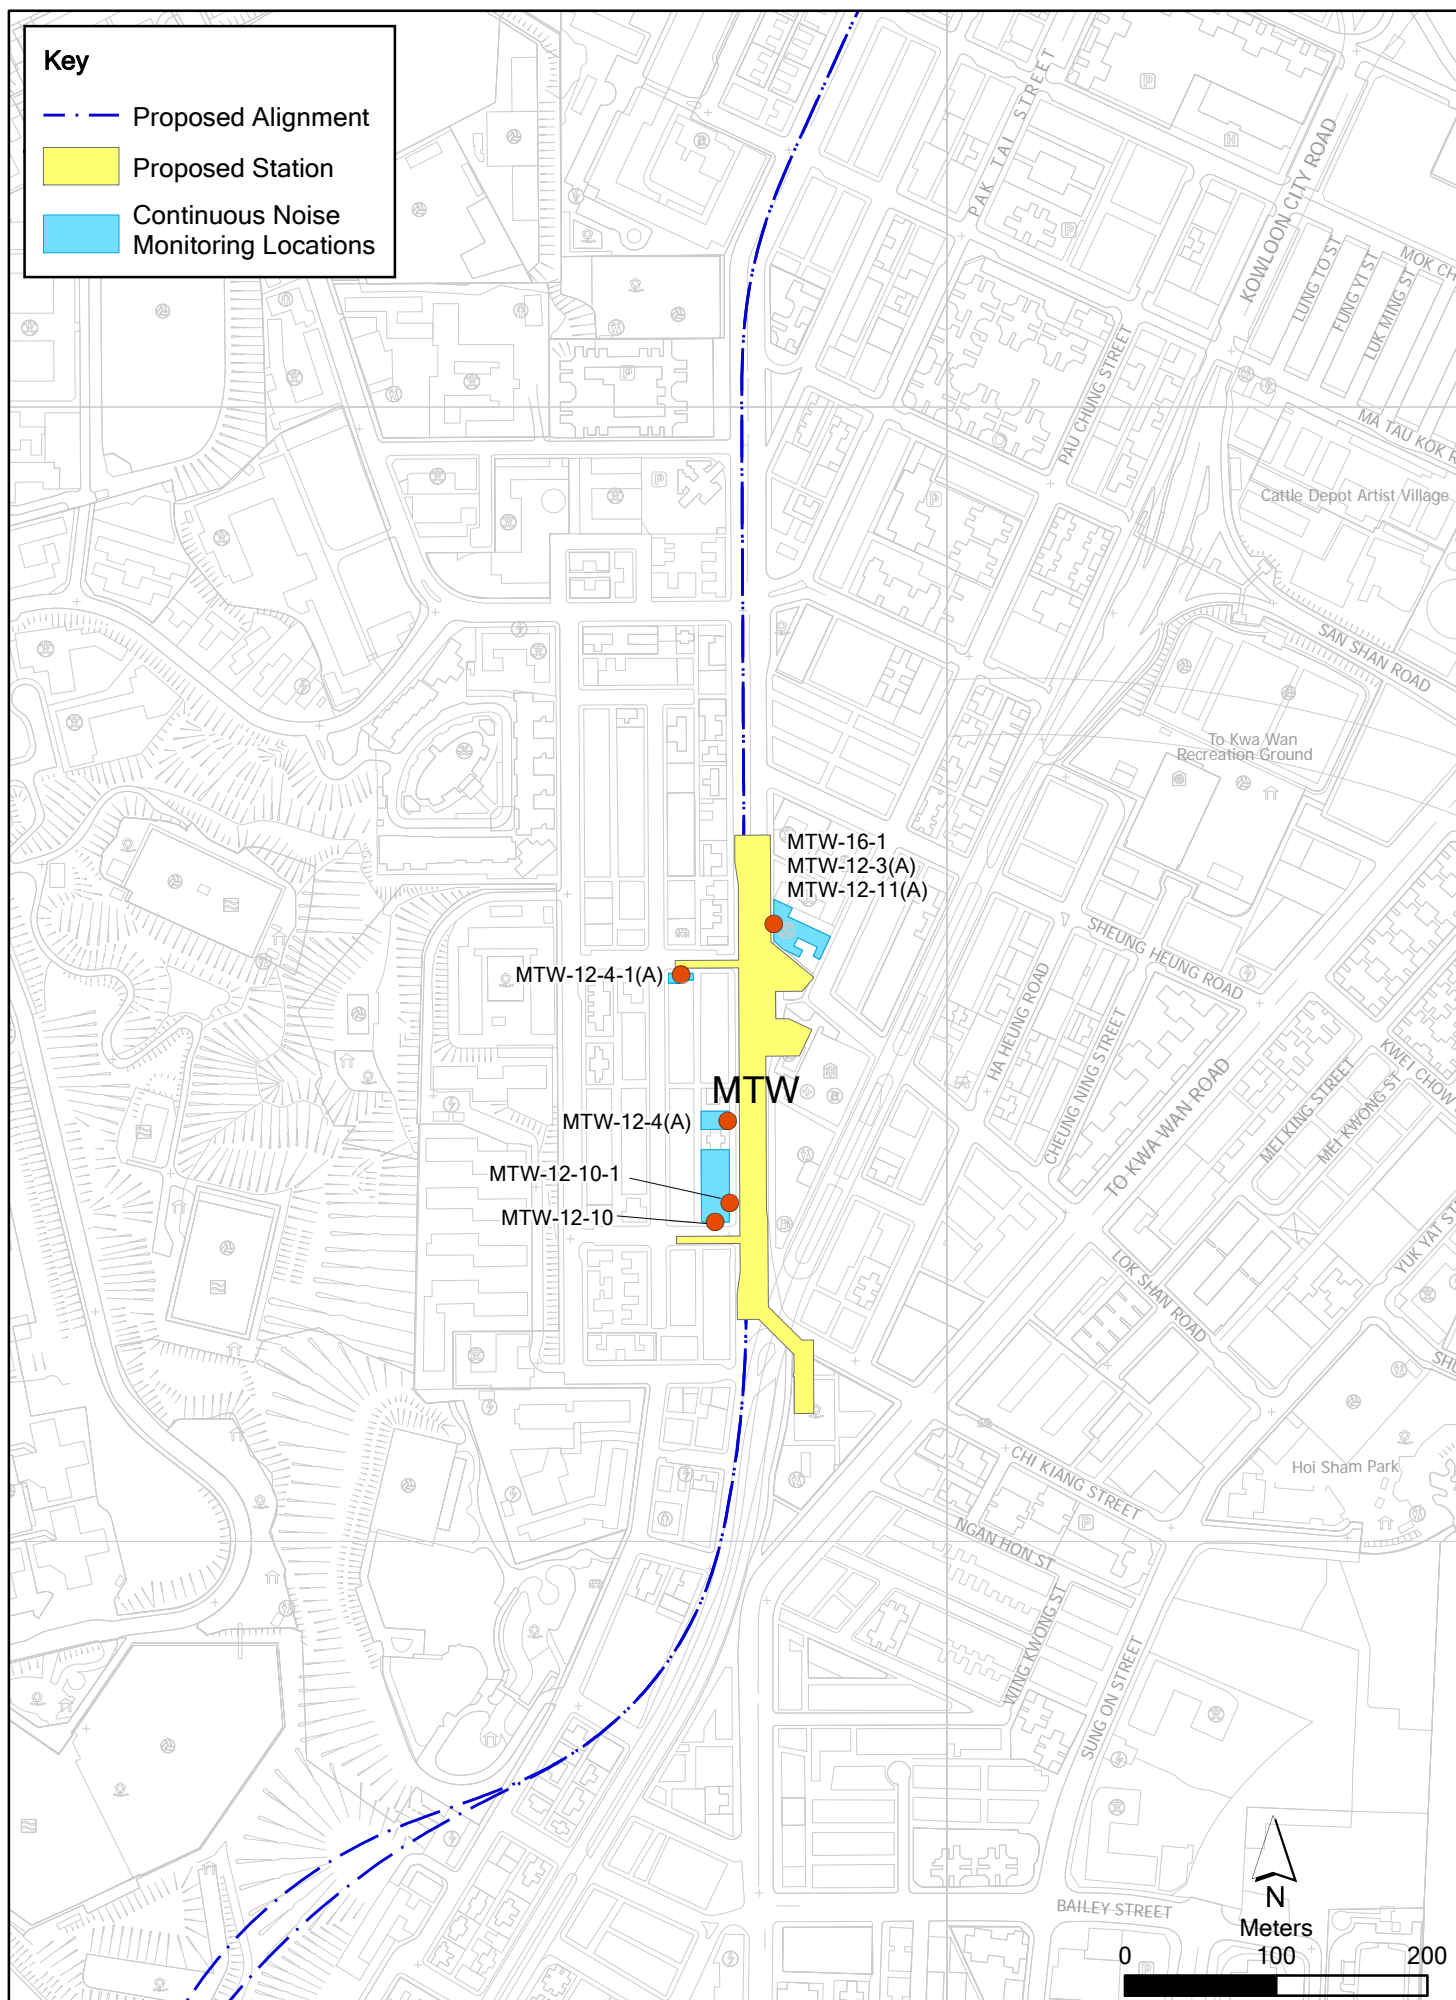 Key
Proposed Alignment
Proposed Station
Continuous Noise
Monitoring Locations
PAK TAI STREET
KOWLOON CITY ROAD
LUNG TO ST
FUNG YI ST
LUK MING ST
MOK CH
PAU CHUNG STREET
MA TAU KOK R
Cattle Depot Artist Village
SAN SHAN ROAD
To Kwa Wan
Recreation Ground
MTW-16-1
MTW-12-3(A)
MTW-12-11(A)
MTW-12-4-1(A)
SHEUNG HEUNG ROAD
HA HEUNG ROAD
CHEUNG NING STREET
TO KWA WAN ROAD
KWEI CHOW
MEI KING STREET
MEI KWONG ST
MTW
MTW-12-4(A)
MTW-12-10-1
MTW-12-10
YUK YAT ST
LOK SHAN ROAD
SHU
CHI KIANG STREET
Hoi Sham Park
NGAN HON ST
WING KWONG ST
SUNG ON STREET
BAILEY STREET
N
Meters
0 100 200